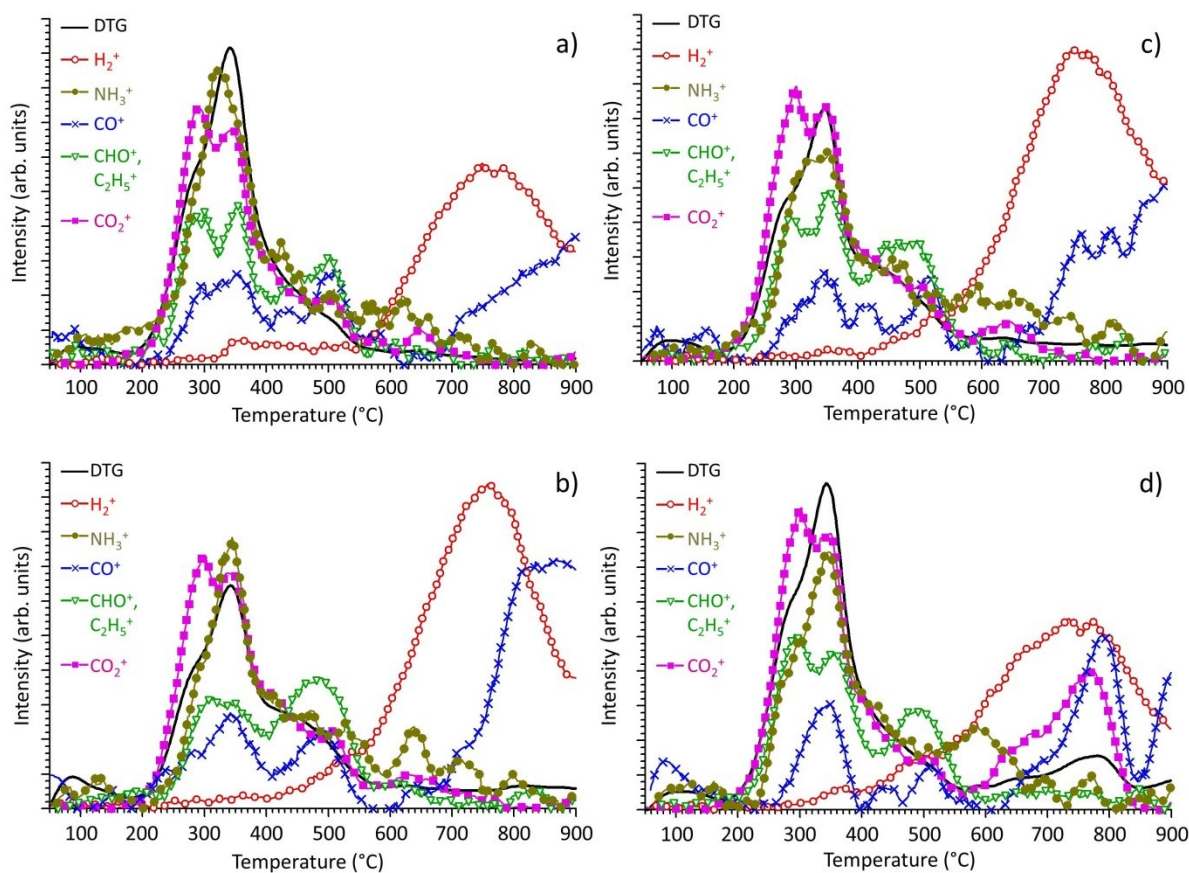 a)
DTG
H₂⁺
NH₃⁺
CO⁺
CHO⁺,
C₂H₅⁺
CO₂⁺
Intensity (arb. units)
100 200 300 400 500 600 700 800 900
Temperature (°C)
c)
DTG
H₂⁺
NH₃⁺
CO⁺
CHO⁺,
C₂H₅⁺
CO₂⁺
Intensity (arb. units)
100 200 300 400 500 600 700 800 900
Temperature (°C)
b)
DTG
H₂⁺
NH₃⁺
CO⁺
CHO⁺,
C₂H₅⁺
CO₂⁺
Intensity (arb. units)
100 200 300 400 500 600 700 800 900
Temperature (°C)
d)
DTG
H₂⁺
NH₃⁺
CO⁺
CHO⁺,
C₂H₅⁺
CO₂⁺
Intensity (arb. units)
100 200 300 400 500 600 700 800 900
Temperature (°C)